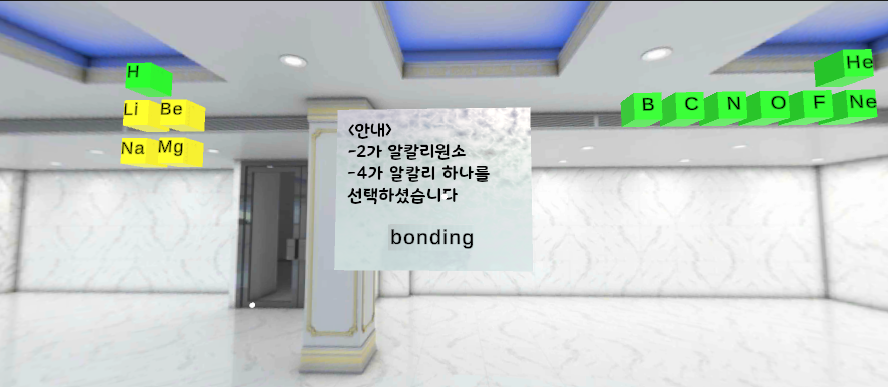 H
He
Li Be
B C N O F Ne
Na Mg
<안내>
-2가 알칼리원소
-4가 알칼리 하나를
선택하셨습니다
bonding